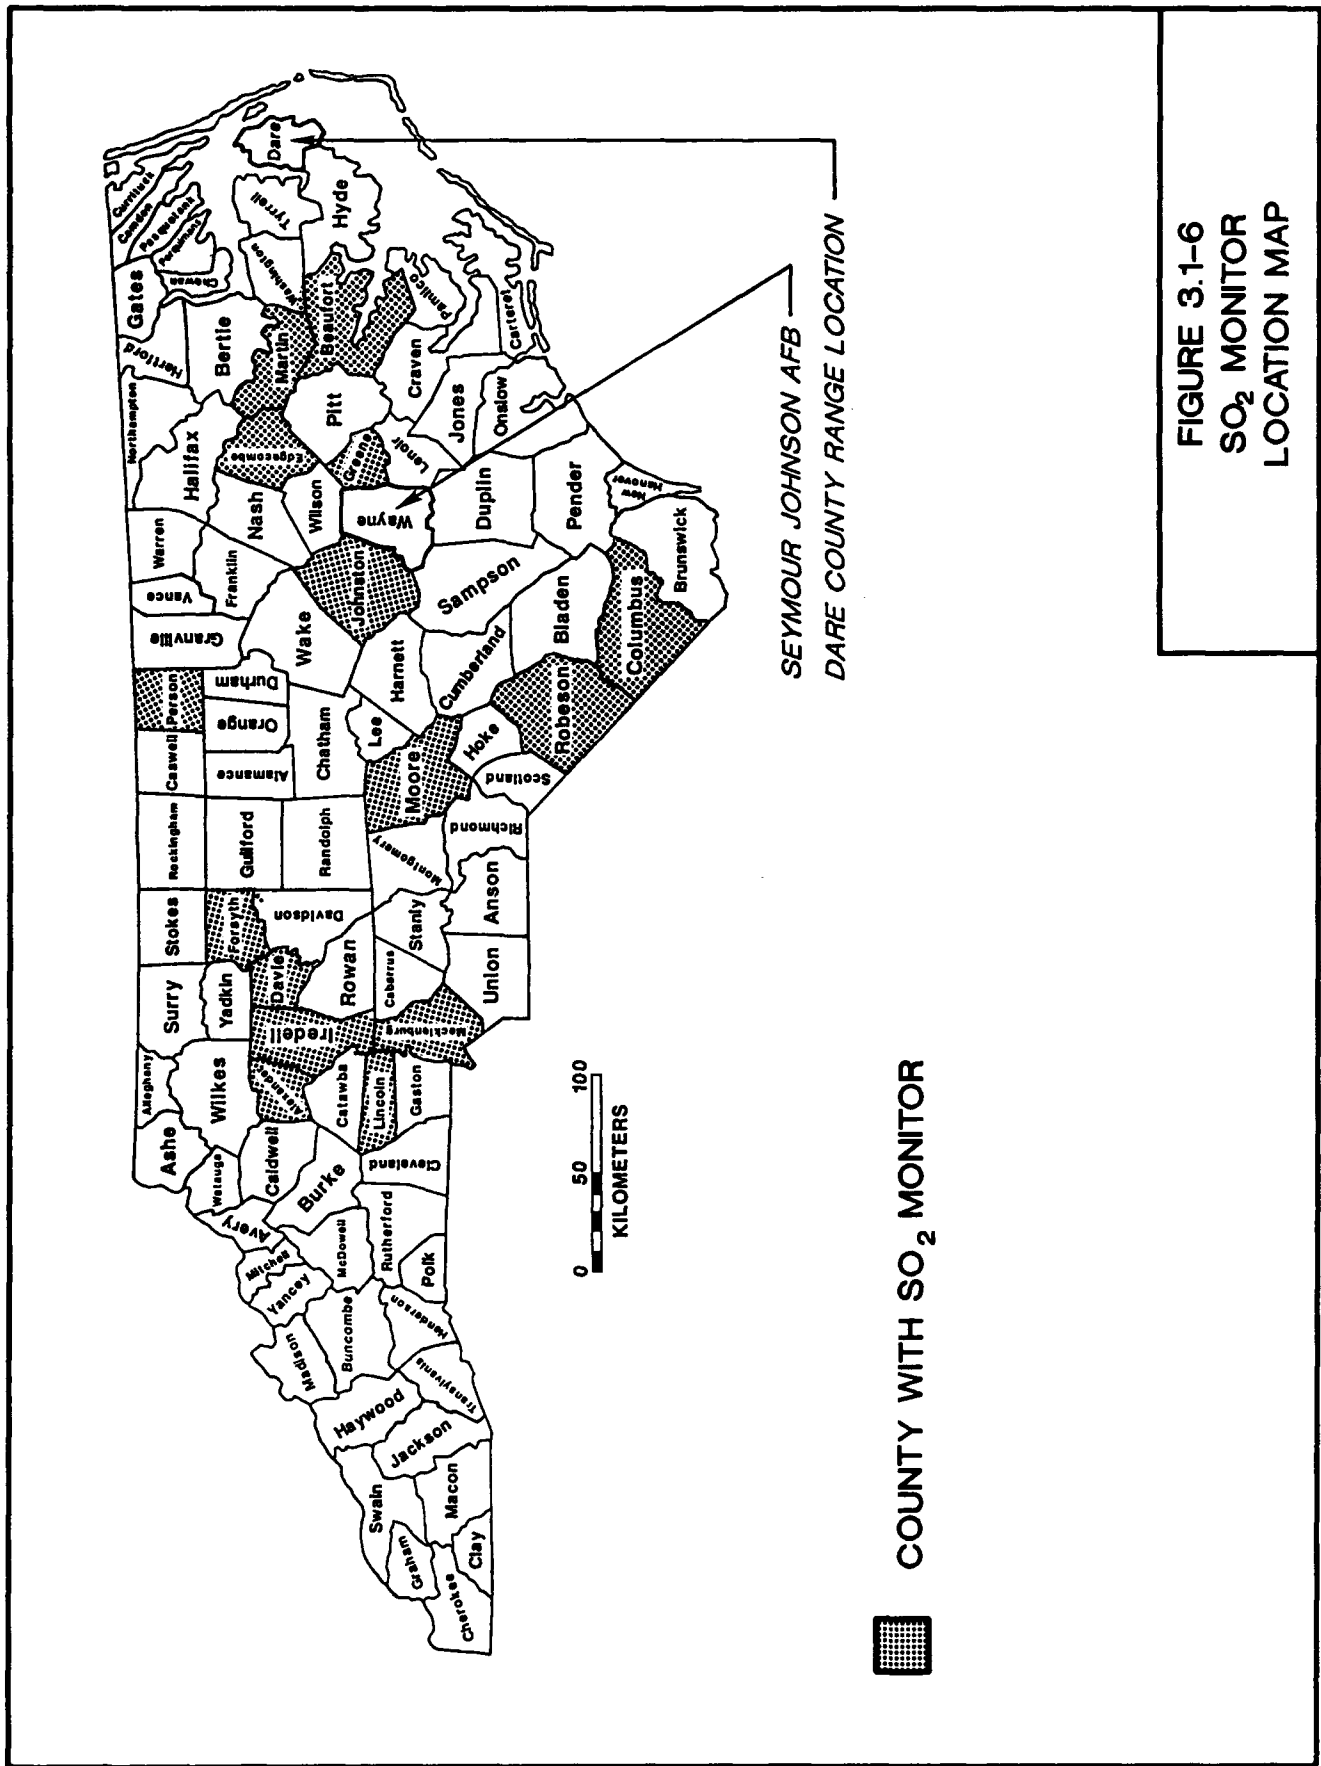 Cherokee
Graham
Clay
Swain
Macon
Jackson
Haywood
Transylvania
Madison
Buncombe
Henderson
Yancey
Mitchell
McDowell
Polk
Rutherford
Avery
Burke
Cleveland
Watauga
Caldwell
Ashe
Alleghany
Wilkes
Alexander
Catawba
Lincoln
Gaston
Surry
Yadkin
Iredell
Davie
Rowan
Cabarrus
Mecklenburg
Stokes
Forsyth
Davidson
Stanly
Union
Anson
Rockingham
Guilford
Randolph
Montgomery
Richmond
Caswell
Alamance
Chatham
Moore
Scotland
Hoke
Lee
Person
Orange
Durham
Harnett
Cumberland
Robeson
Granville
Vance
Wake
Warren
Franklin
Johnston
Sampson
Bladen
Columbus
Brunswick
Northampton
Halifax
Nash
Wilson
Edgecombe
Greene
Wayne
Lenoir
Duplin
Pender
New
Hanover
Hertford
Gates
Bertie
Martin
Pitt
Beaufort
Craven
Jones
Onslow
Carteret
Pamlico
Currituck
Camden
Pasquotank
Perquimans
Chowan
Washington
Tyrrell
Hyde
Dare
0 50 100
KILOMETERS
SEYMOUR JOHNSON AFB
DARE COUNTY RANGE LOCATION
COUNTY WITH SO₂ MONITOR
FIGURE 3.1-6
SO₂ MONITOR
LOCATION MAP